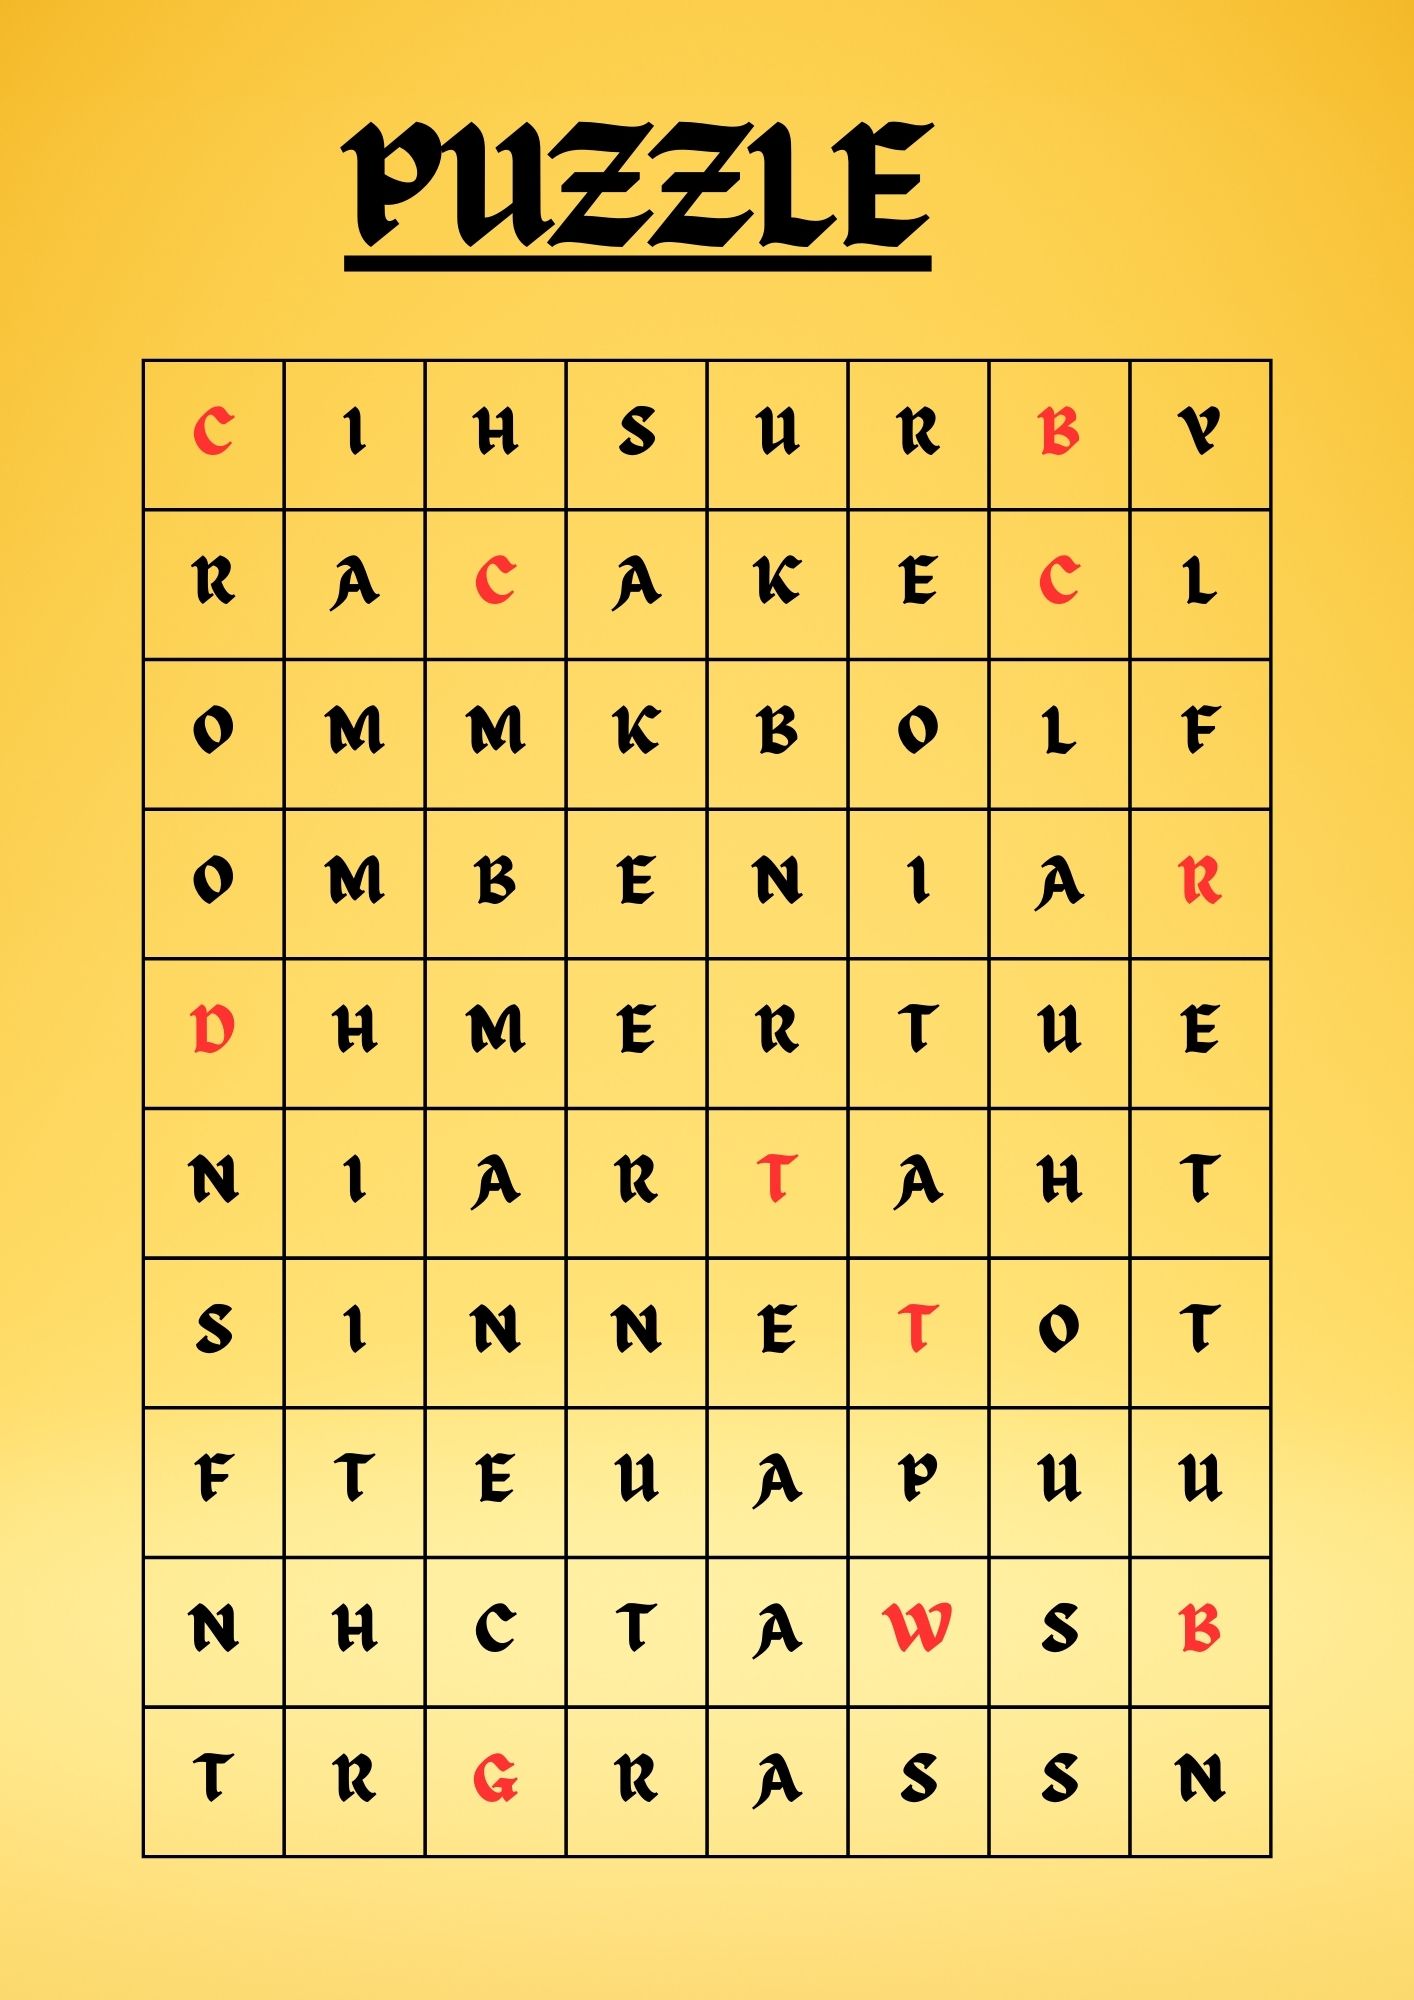 PUZZLE
C I H S U R B Y
R A C A K E C L
O M M K B O L F
O M B E N I A R
D H M E R T U E
N I A R T A H T
S I N N E T O T
F T E U A P U U
N H C T A W S B
T R G R A S S N